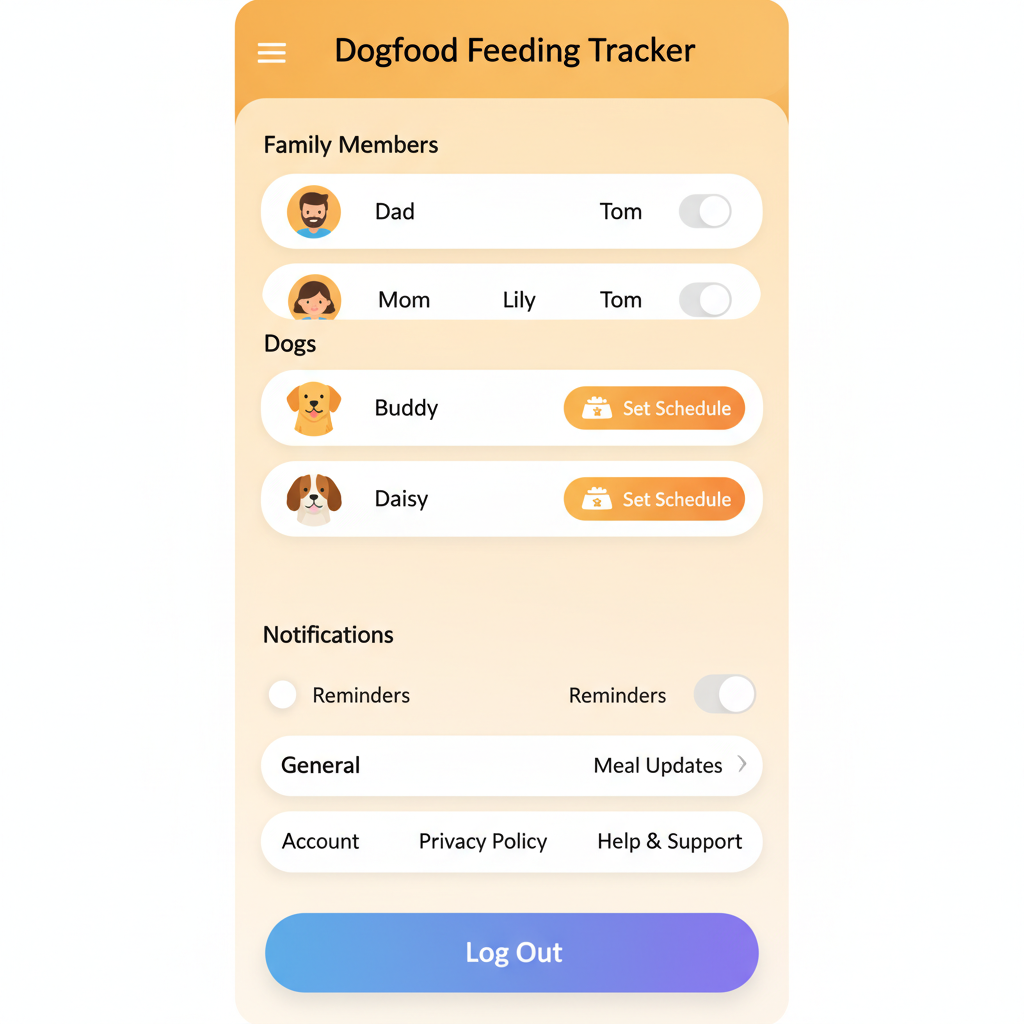 Dogfood Feeding Tracker
Family Members
Dad Tom
Mom Lily Tom
Dogs
Buddy Set Schedule
Daisy Set Schedule
Notifications
Reminders Reminders
General Meal Updates
Account Privacy Policy Help & Support
Log Out